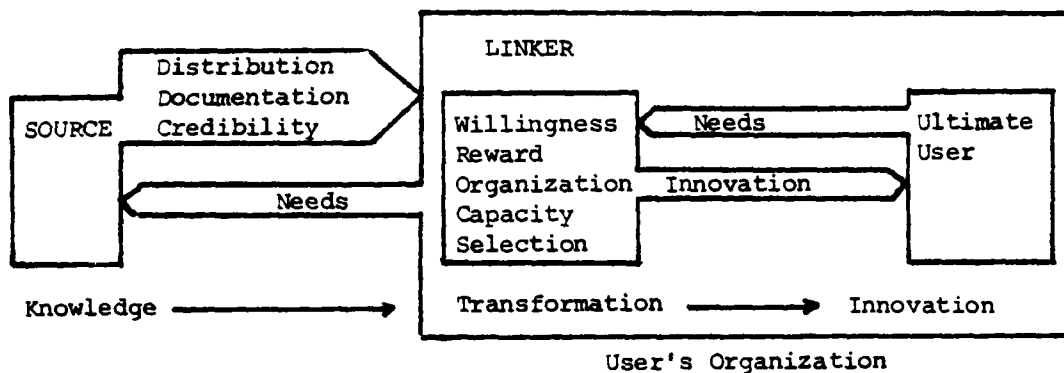 LINKER
Distribution
Documentation
Credibility
SOURCE
Needs
Willingness
Reward
Organization
Capacity
Selection
Needs
Innovation
Ultimate
User
Knowledge
Transformation
Innovation
User's Organization